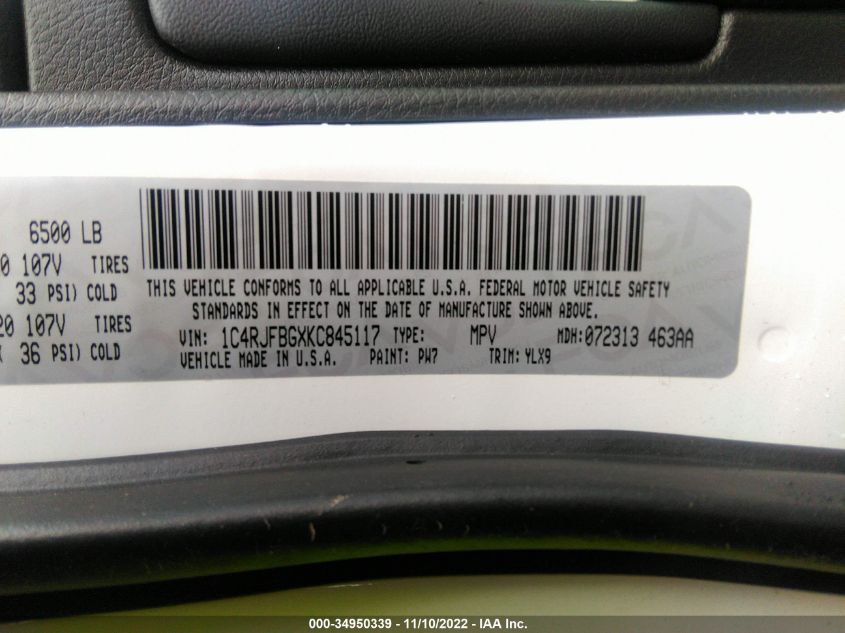 6500 LB
0 107V TIRES
33 PSI) COLD
20 107V TIRES
36 PSI) COLD
THIS VEHICLE CONFORMS TO ALL APPLICABLE U.S.A. FEDERAL MOTOR VEHICLE SAFETY
STANDARDS IN EFFECT ON THE DATE OF MANUFACTURE SHOWN ABOVE.
VIN: 1C4RJFBGXKC845117 TYPE: MPV MDH:072313 463AA
VEHICLE MADE IN U.S.A. PAINT: PW7 TRIM: YLX9
000-34950339 - 11/10/2022 - IAA Inc.